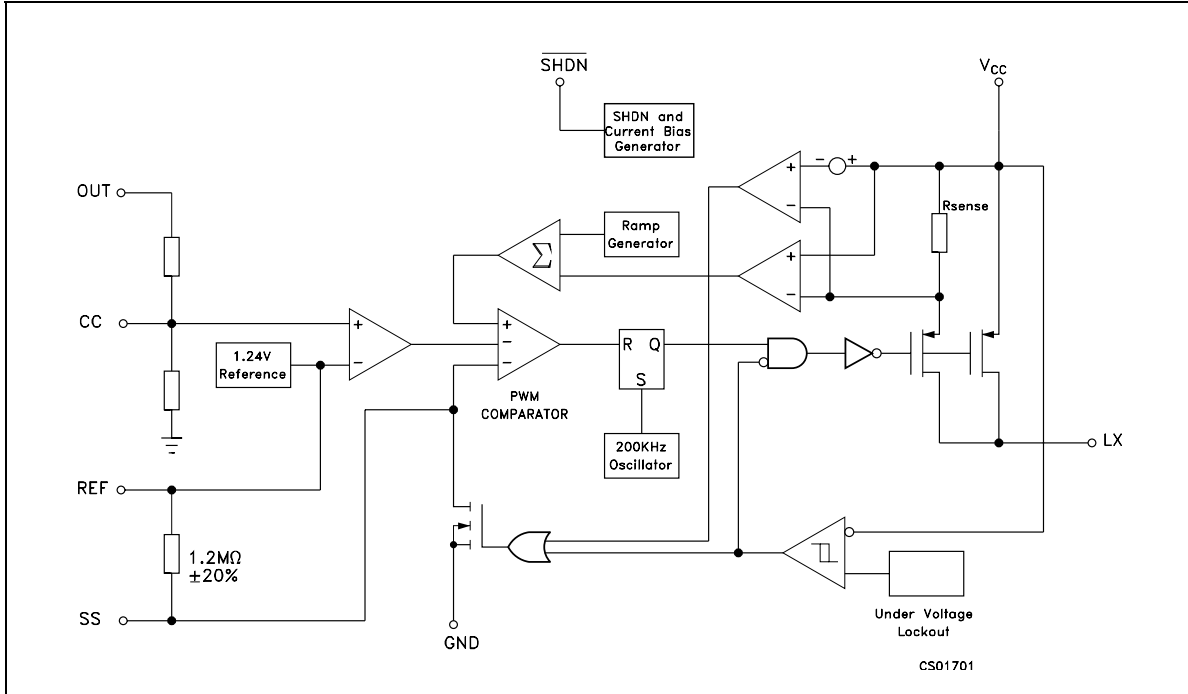 SHDN
VCC
SHDN and
Current Bias
Generator
OUT
- +
+
-
Rsense
Ramp
Generator
Σ
+
-
CC
+
-
+
-
-
R Q
S
1.24V
Reference
PWM
COMPARATOR
200KHz
Oscillator
LX
REF
1.2MΩ
±20%
SS
GND
Under Voltage
Lockout
CS01701